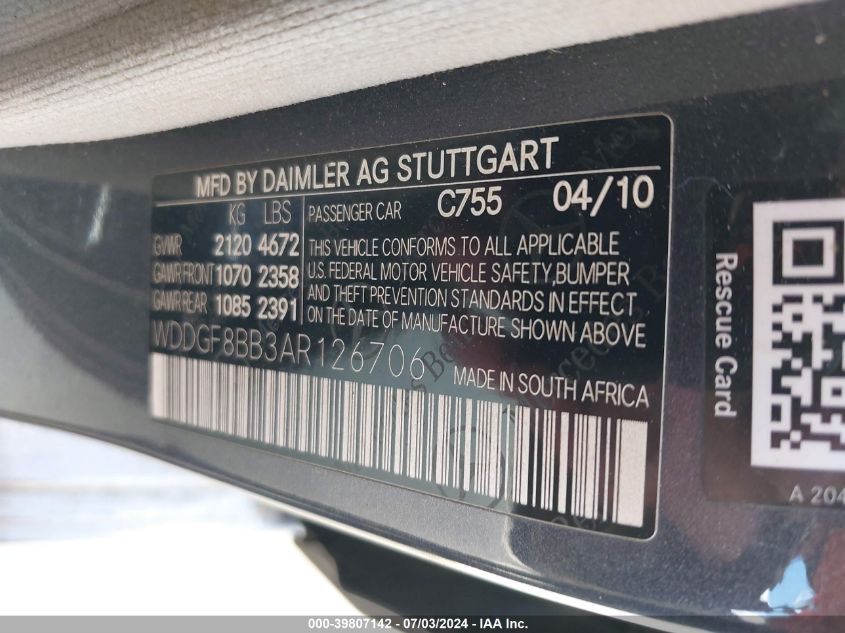 MFD BY DAIMLER AG STUTTGART
KG LBS
GVWR 2120 4672
GAWR FRONT 1070 2358
GAWR REAR 1085 2391
PASSENGER CAR C755 04/10
THIS VEHICLE CONFORMS TO ALL APPLICABLE
U.S. FEDERAL MOTOR VEHICLE SAFETY, BUMPER
AND THEFT PREVENTION STANDARDS IN EFFECT
ON THE DATE OF MANUFACTURE SHOWN ABOVE
WDDGF8BB3AR126706
MADE IN SOUTH AFRICA
Rescue Card
A 204
000-39807142 - 07/03/2024 - IAA Inc.